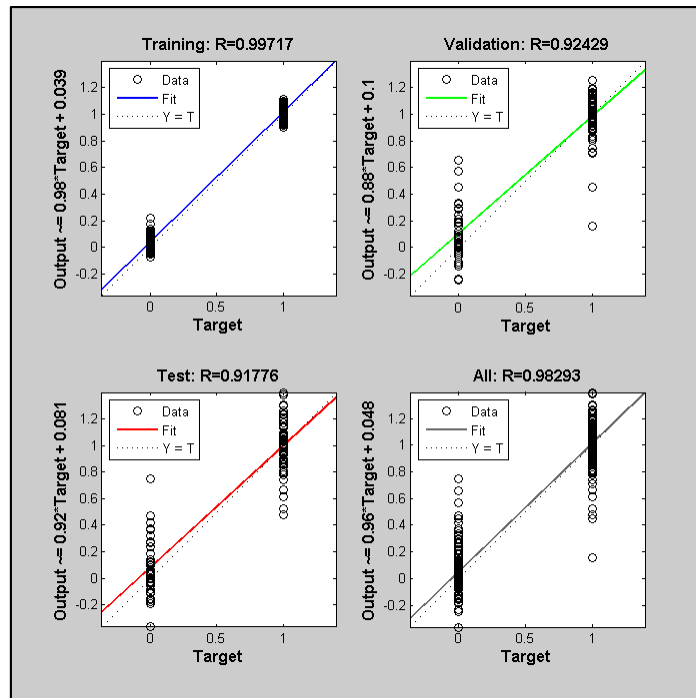 Training: R=0.99717
Output ~= 0.98*Target + 0.039
1.2
1
0.8
0.6
0.4
0.2
0
-0.2
Data
Fit
Y = T
0
0.5
1
Target
Validation: R=0.92429
Output ~= 0.88*Target + 0.1
1.2
1
0.8
0.6
0.4
0.2
0
-0.2
Data
Fit
Y = T
0
0.5
1
Target
Test: R=0.91776
Output ~= 0.92*Target + 0.081
1.2
1
0.8
0.6
0.4
0.2
0
-0.2
Data
Fit
Y = T
0
0.5
1
Target
All: R=0.98293
Output ~= 0.96*Target + 0.048
1.2
1
0.8
0.6
0.4
0.2
0
-0.2
Data
Fit
Y = T
0
0.5
1
Target